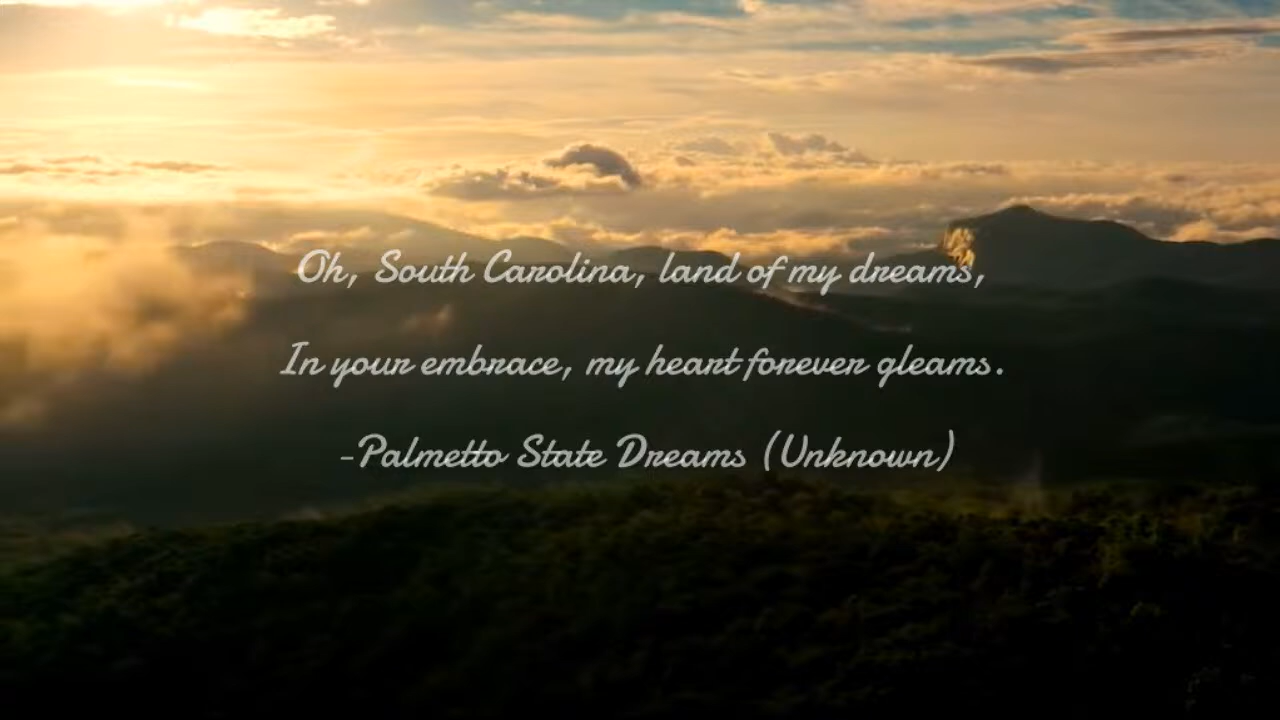 Oh, South Carolina, land of my dreams,
In your embrace, my heart forever gleams.
-Palmetto State Dreams (Unknown)